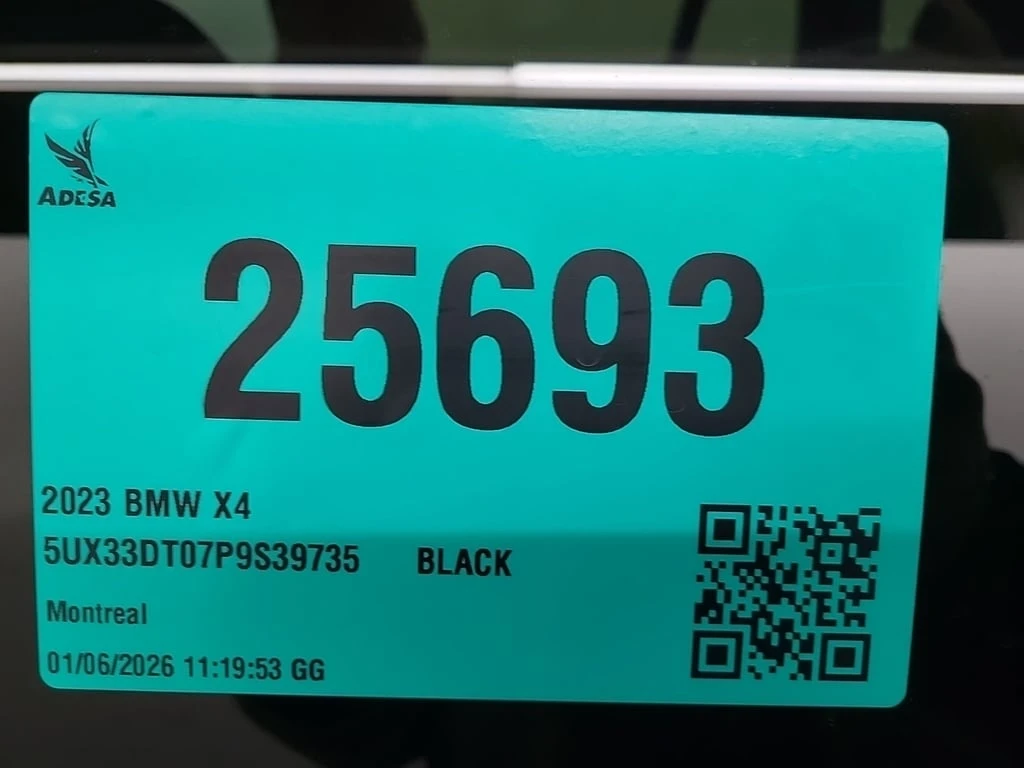 ADESA
25693
2023 BMW X4
5UX33DT07P9S39735 BLACK
Montreal
01/06/2026 11:19:53 GG